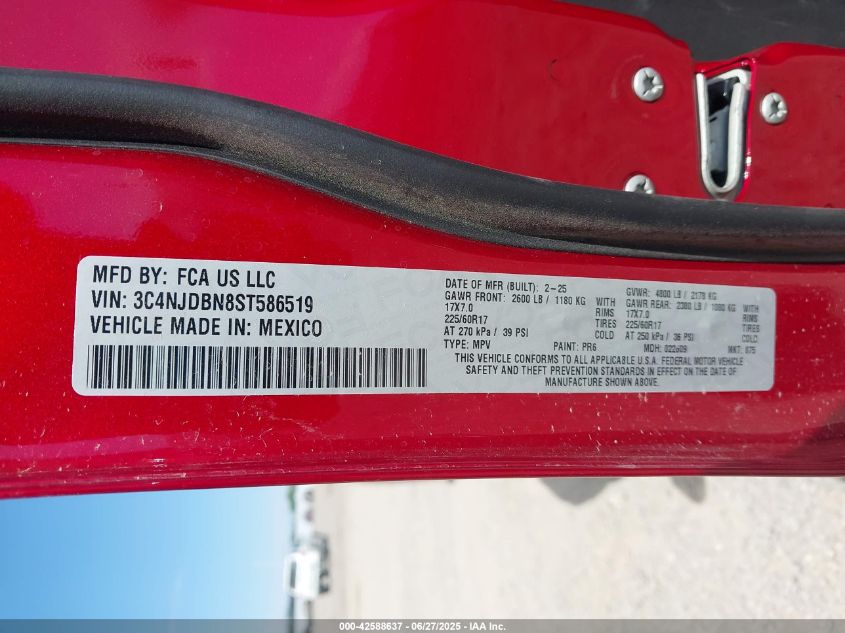 MFD BY: FCA US LLC
VIN: 3C4NJDBN8ST586519
VEHICLE MADE IN: MEXICO
DATE OF MFR (BUILT): 2-25
GAWR FRONT: 2600 LB / 1180 KG
17X7.0 RIMS
225/60R17 TIRES
AT 270 kPa / 39 PSI COLD
GVWR: 4800 LB / 2178 KG
GAWR REAR: 2380 LB / 1080 KG
17X7.0 RIMS
225/60R17 TIRES
AT 250 kPa / 36 PSI COLD
TYPE: MPV PAINT: PR6 MDH: MKT:
THIS VEHICLE CONFORMS TO ALL APPLICABLE U.S.A. FEDERAL MOTOR VEHICLE
SAFETY AND THEFT PREVENTION STANDARDS IN EFFECT ON THE DATE OF
MANUFACTURE SHOWN ABOVE.
000-42588637 - 06/27/2025 - IAA Inc.